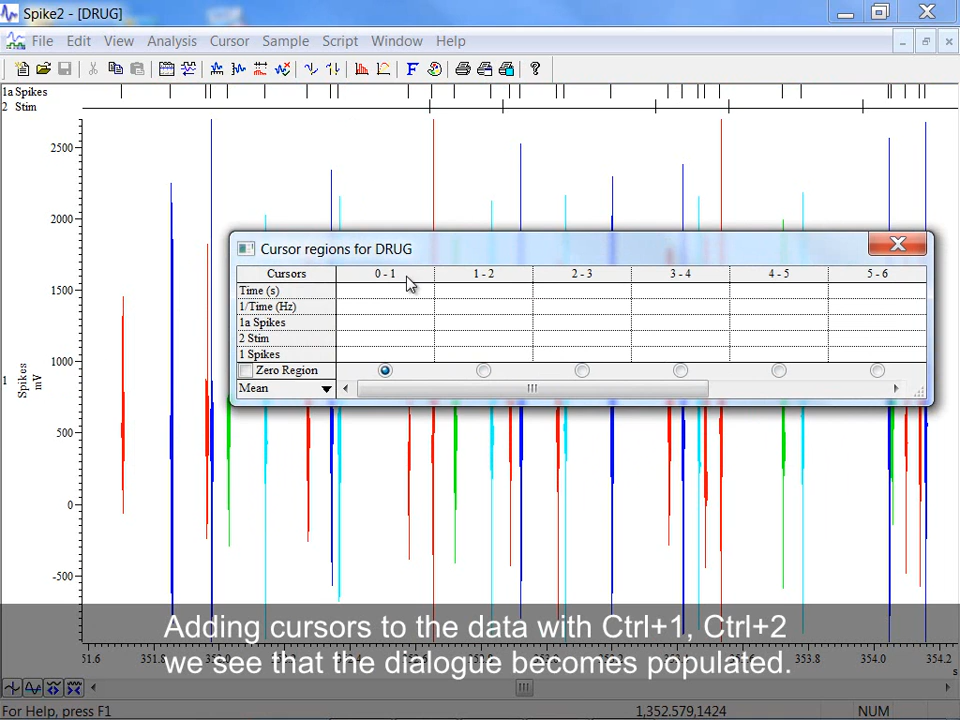 Spike2 - [DRUG]
File Edit View Analysis Cursor Sample Script Window Help
1a Spikes
2 Stim
2500
2000
1500
1000
500
0
-500
1
Spikes
mV
Cursor regions for DRUG
Cursors 0 - 1 1 - 2 2 - 3 3 - 4 4 - 5 5 - 6
Time (s)
1/Time (Hz)
1a Spikes
2 Stim
1 Spikes
Zero Region
Mean
Adding cursors to the data with Ctrl+1, Ctrl+2
we see that the dialogue becomes populated.
353.8 354.0 354.2
s
For Help, press F1 1,352.579,1424 NUM